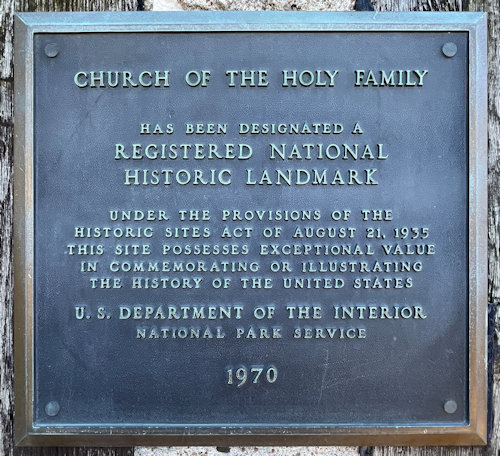 CHURCH OF THE HOLY FAMILY
HAS BEEN DESIGNATED A
REGISTERED NATIONAL
HISTORIC LANDMARK
UNDER THE PROVISIONS OF THE
HISTORIC SITES ACT OF AUGUST 21, 1935
THIS SITE POSSESSES EXCEPTIONAL VALUE
IN COMMEMORATING OR ILLUSTRATING
THE HISTORY OF THE UNITED STATES
U. S. DEPARTMENT OF THE INTERIOR
NATIONAL PARK SERVICE
1970